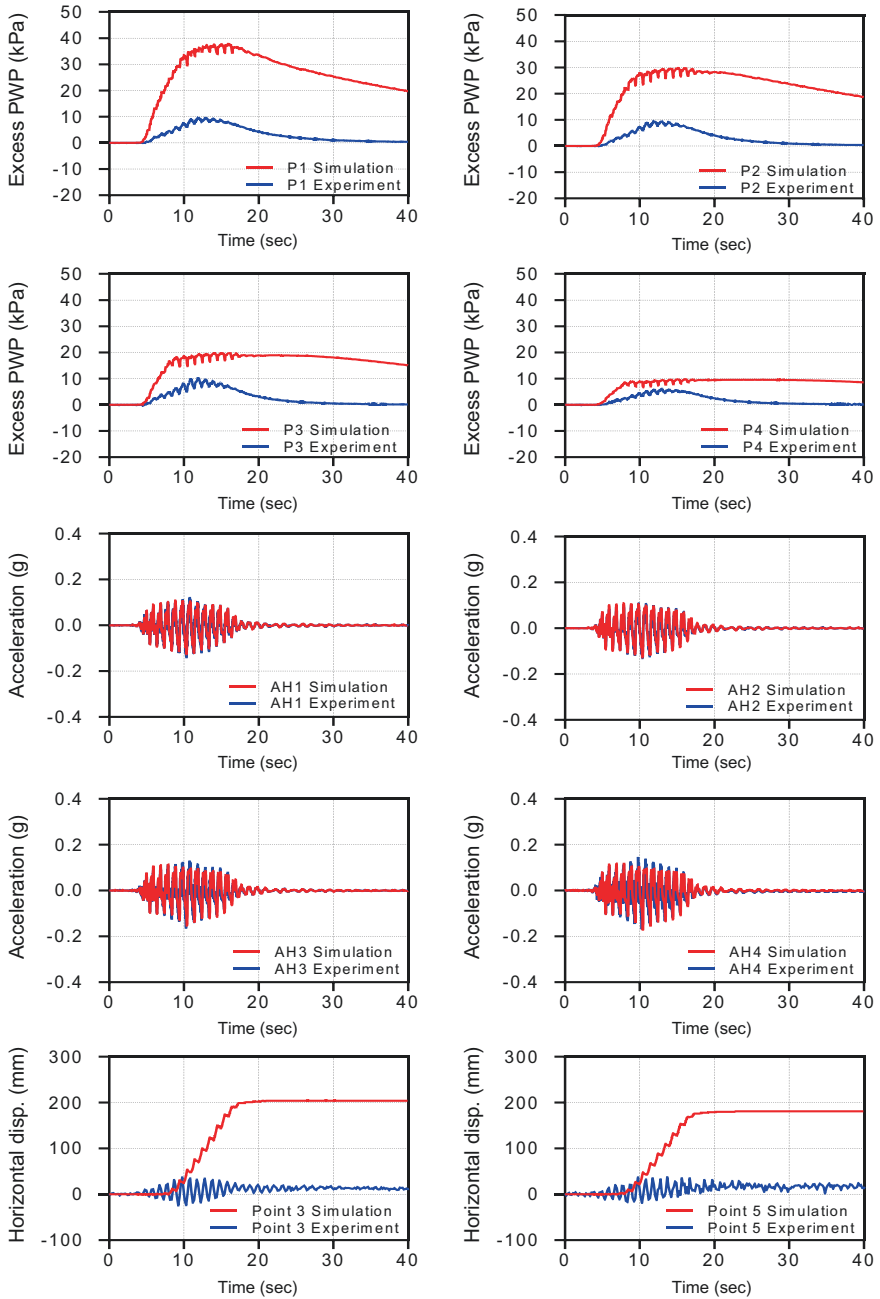 Excess PWP (kPa)
50
40
30
20
10
0
-10
-20
P1 Simulation
P1 Experiment
0 10 20 30 40
Time (sec)
Excess PWP (kPa)
50
40
30
20
10
0
-10
-20
P2 Simulation
P2 Experiment
0 10 20 30 40
Time (sec)
Excess PWP (kPa)
50
40
30
20
10
0
-10
-20
P3 Simulation
P3 Experiment
0 10 20 30 40
Time (sec)
Excess PWP (kPa)
50
40
30
20
10
0
-10
-20
P4 Simulation
P4 Experiment
0 10 20 30 40
Time (sec)
Acceleration (g)
0.4
0.2
0.0
-0.2
-0.4
AH1 Simulation
AH1 Experiment
0 10 20 30 40
Time (sec)
Acceleration (g)
0.4
0.2
0.0
-0.2
-0.4
AH2 Simulation
AH2 Experiment
0 10 20 30 40
Time (sec)
Acceleration (g)
0.4
0.2
0.0
-0.2
-0.4
AH3 Simulation
AH3 Experiment
0 10 20 30 40
Time (sec)
Acceleration (g)
0.4
0.2
0.0
-0.2
-0.4
AH4 Simulation
AH4 Experiment
0 10 20 30 40
Time (sec)
Horizontal disp. (mm)
300
200
100
0
-100
Point 3 Simulation
Point 3 Experiment
0 10 20 30 40
Time (sec)
Horizontal disp. (mm)
300
200
100
0
-100
Point 5 Simulation
Point 5 Experiment
0 10 20 30 40
Time (sec)